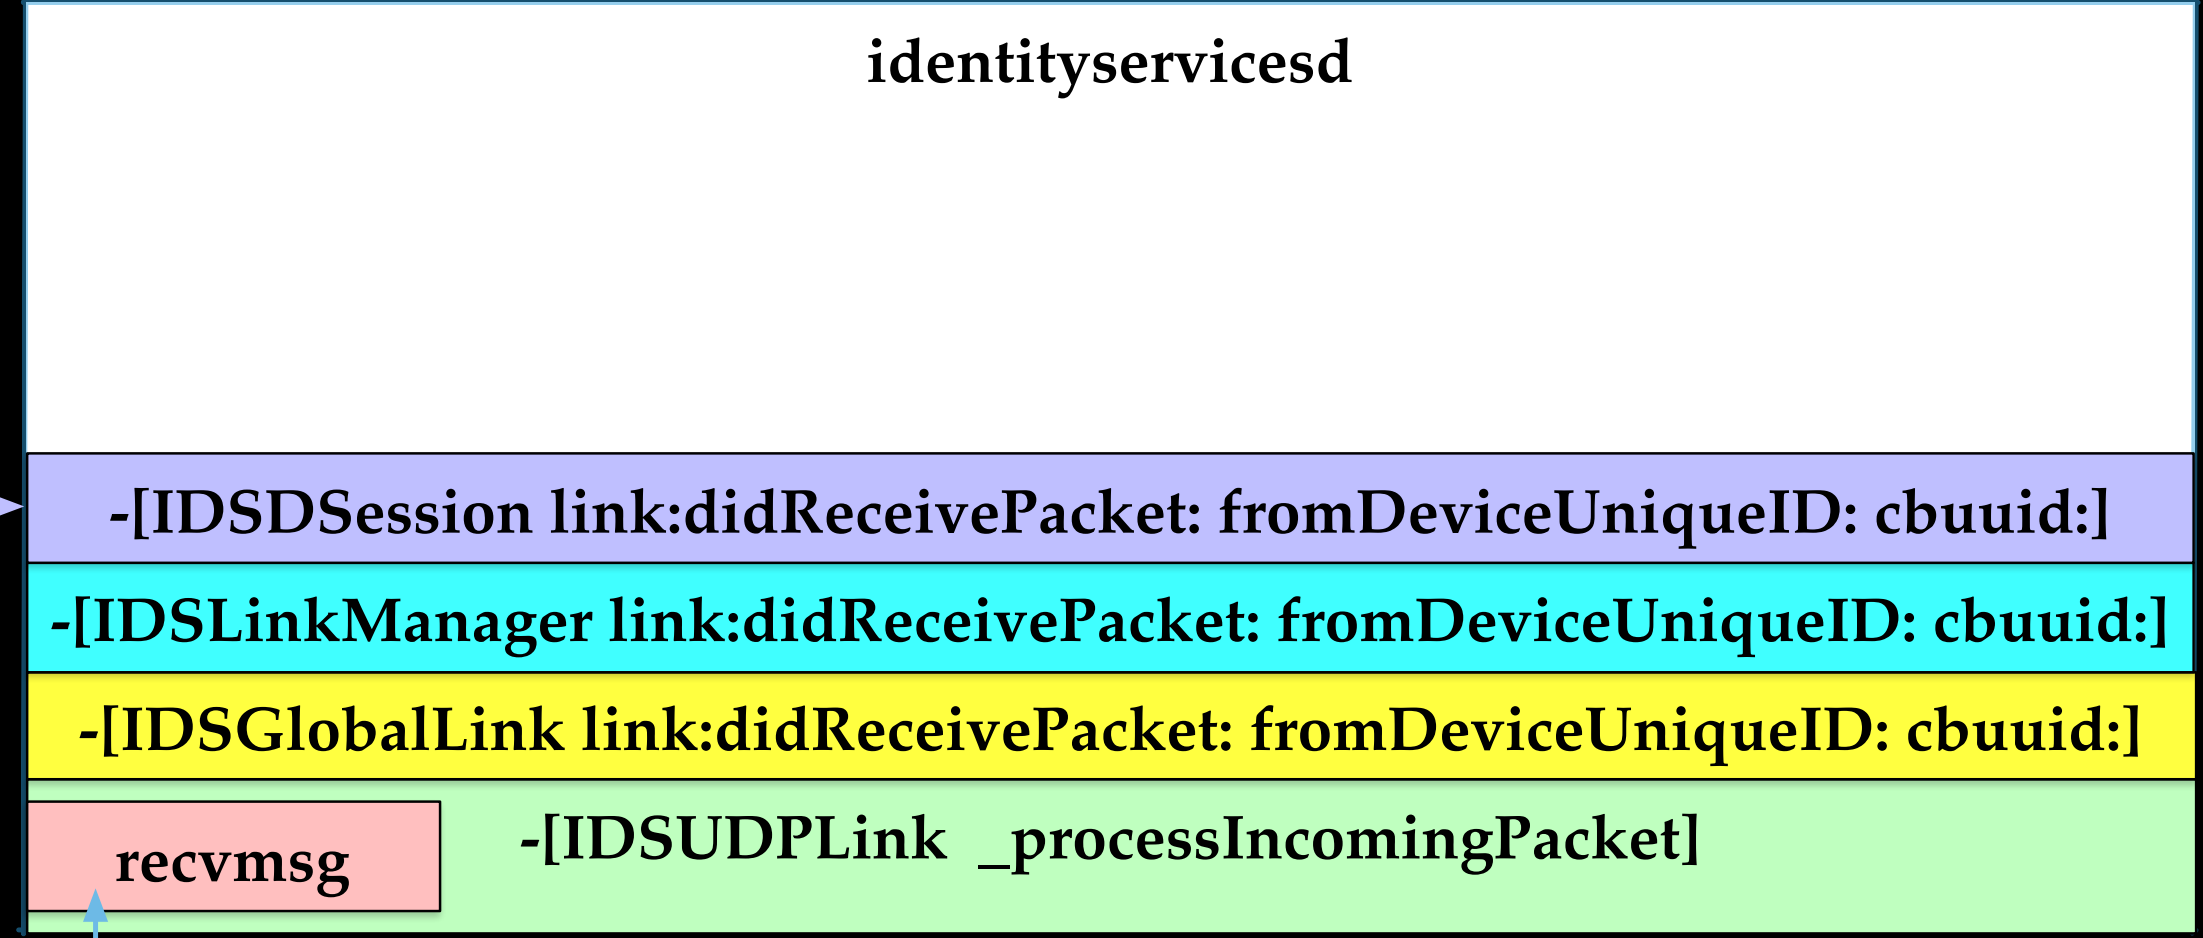 identityservicesd
-[IDSDSession link:didReceivePacket: fromDeviceUniqueID: cbuuid:]
-[IDSLinkManager link:didReceivePacket: fromDeviceUniqueID: cbuuid:]
-[IDSGlobalLink link:didReceivePacket: fromDeviceUniqueID: cbuuid:]
-[IDSUDPLink _processIncomingPacket]
recvmsg